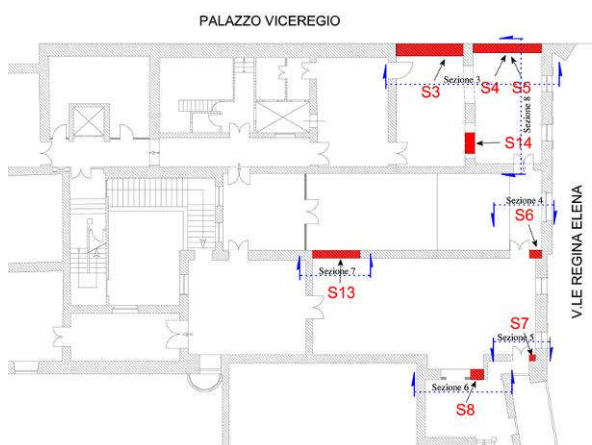 PALAZZO VICEREGIO
Sezione 3
S3
S4
S5
Sezione 8
S14
Sezione 4
S6
V.LE REGINA ELENA
Sezione 7
S13
S7
Sezione 5
Sezione 6
S8